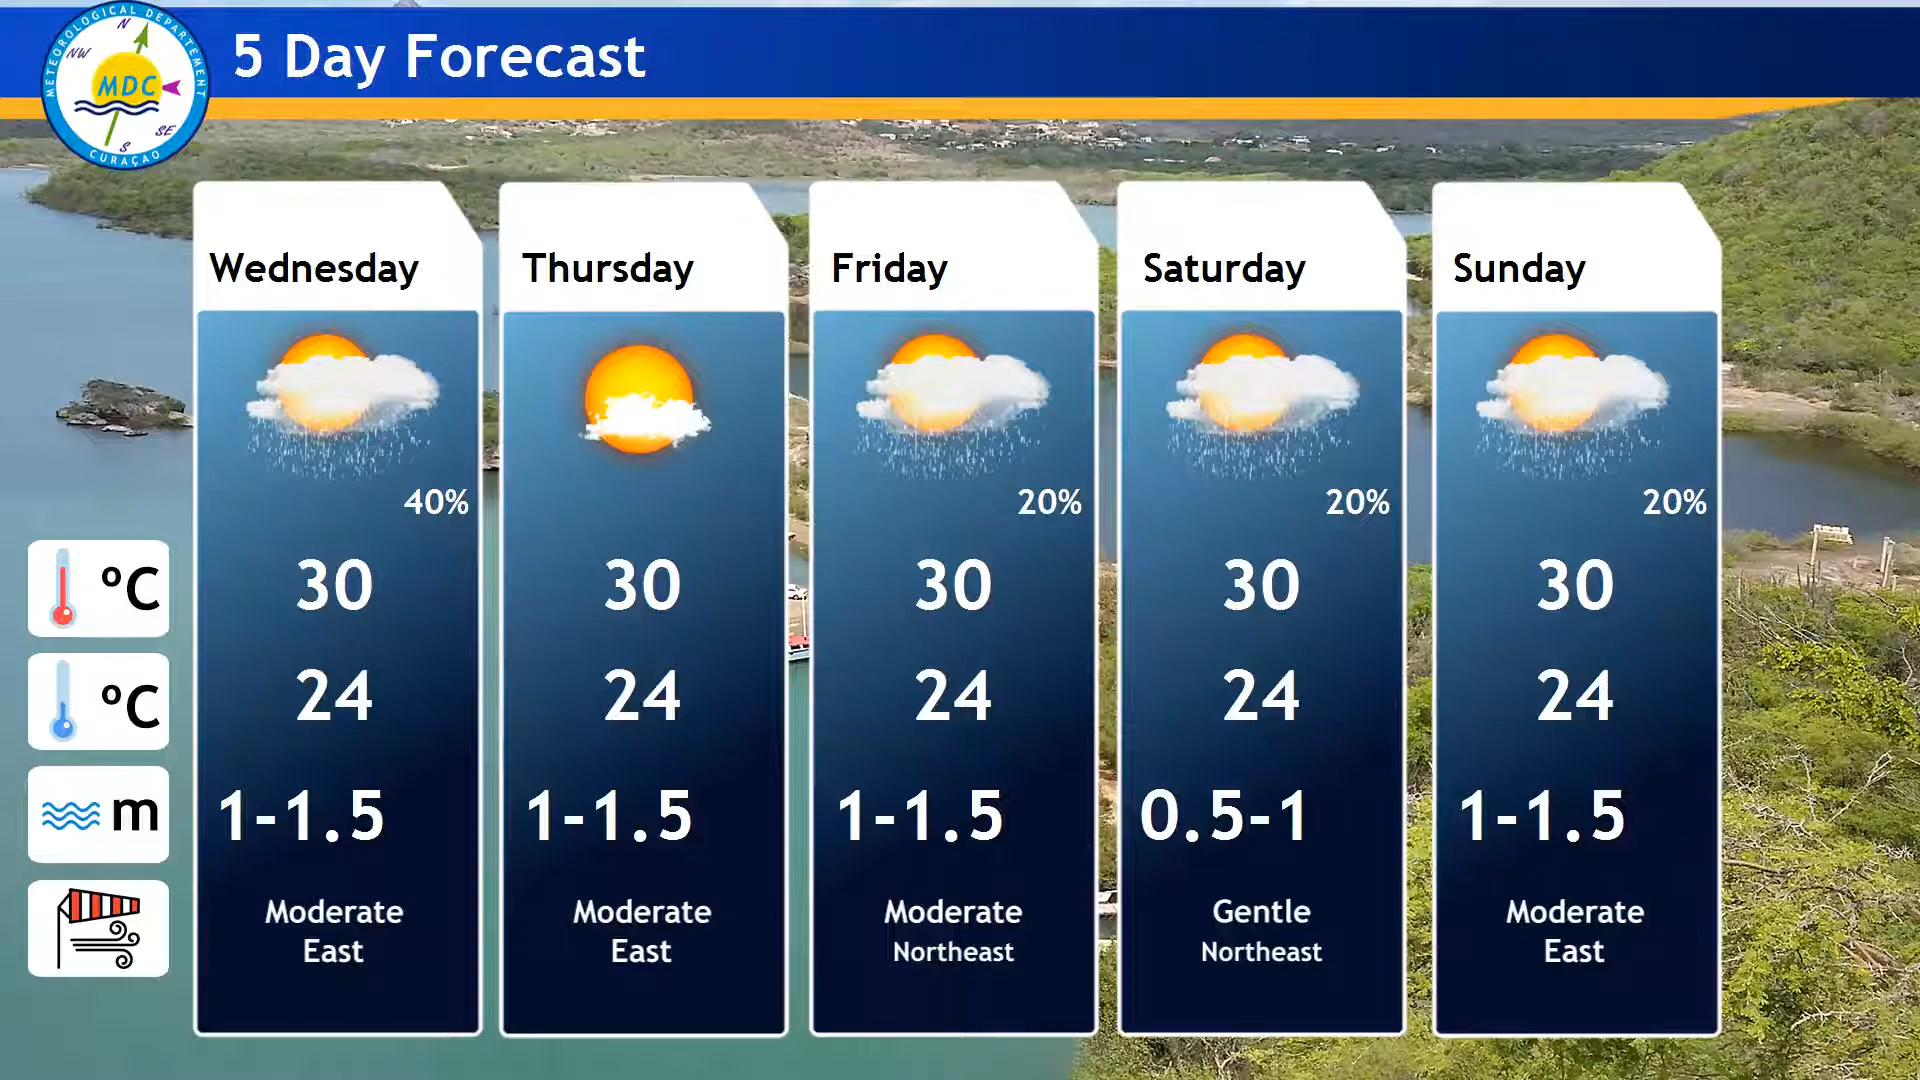 METEOROLOGICAL DEPARTEMENT
CURAÇAO
N
NW
MDC
SE
S
5 Day Forecast
Wednesday Thursday Friday Saturday Sunday
40% 20% 20% 20%
°C 30 30 30 30 30
°C 24 24 24 24 24
m 1-1.5 1-1.5 1-1.5 0.5-1 1-1.5
Moderate Moderate Moderate Gentle Moderate
East East Northeast Northeast East